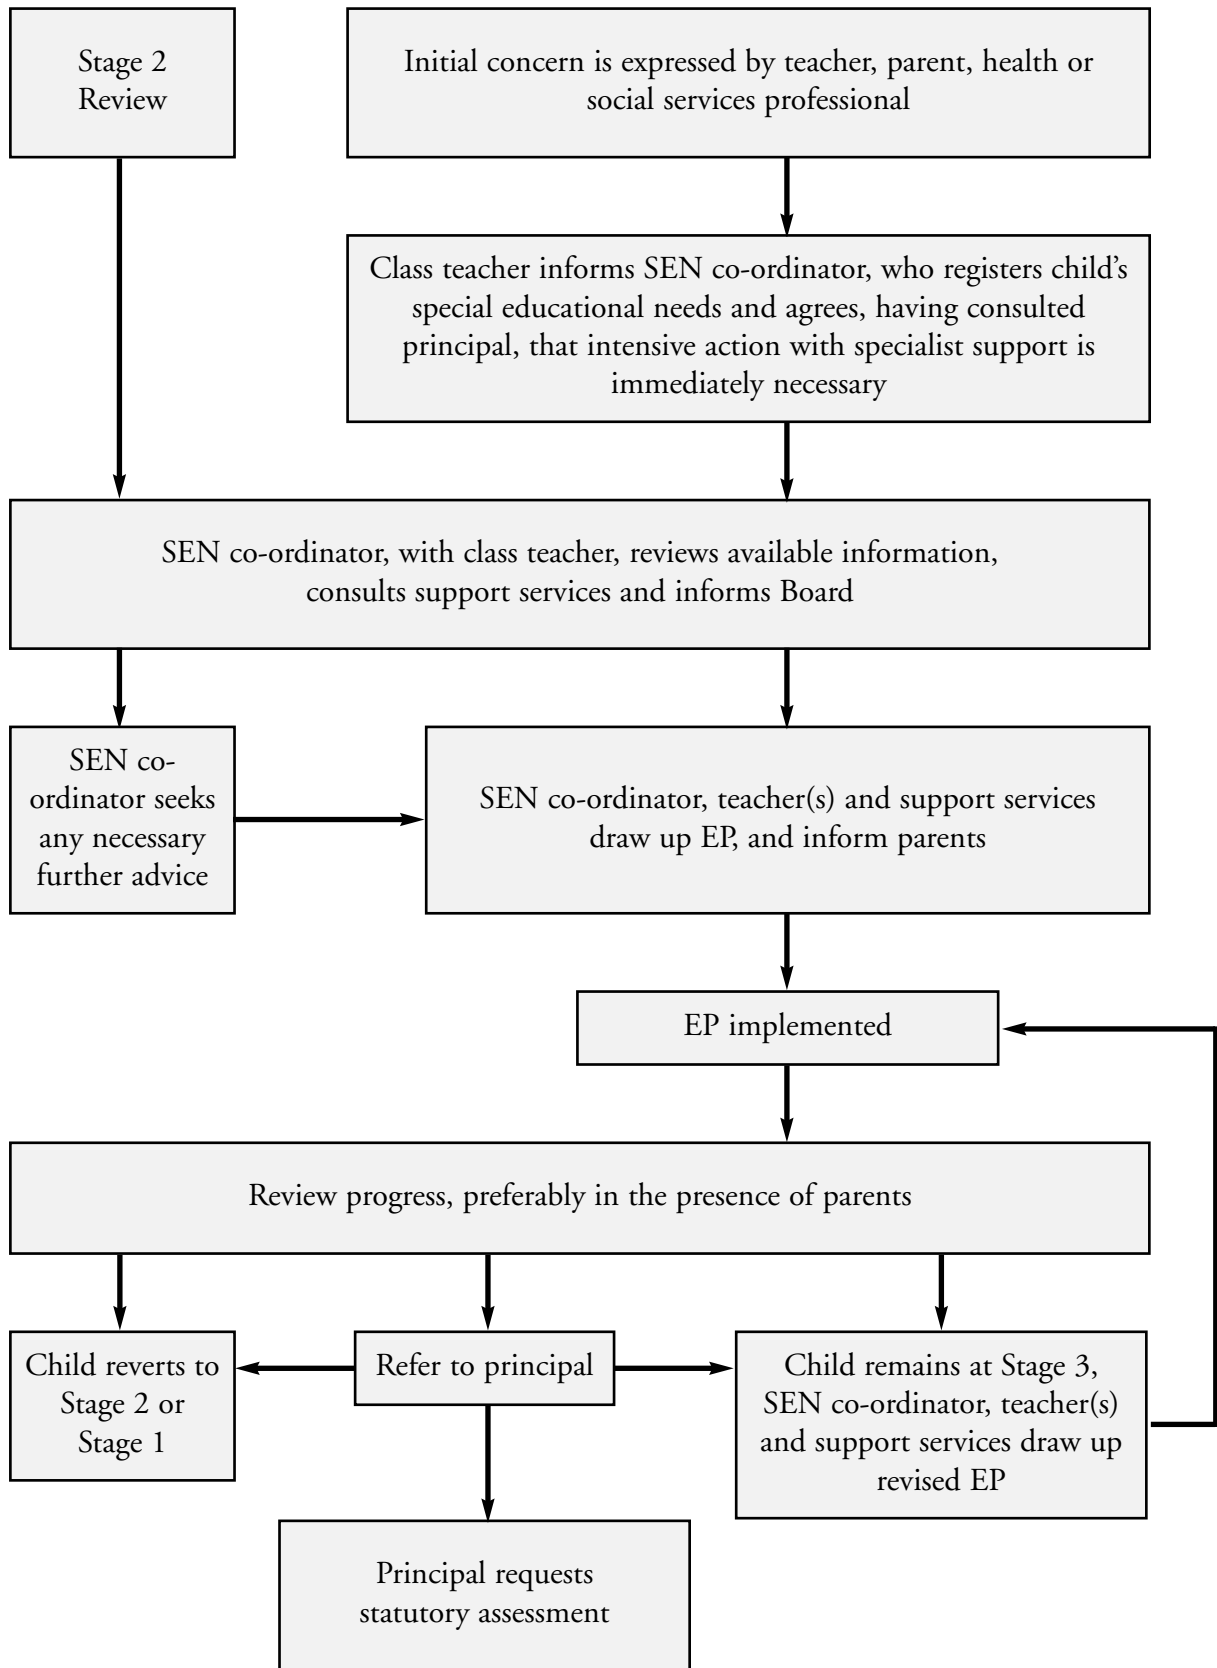 Stage 2
Review
Initial concern is expressed by teacher, parent, health or
social services professional
Class teacher informs SEN co-ordinator, who registers child’s
special educational needs and agrees, having consulted
principal, that intensive action with specialist support is
immediately necessary
SEN co-ordinator, with class teacher, reviews available information,
consults support services and informs Board
SEN co-
ordinator seeks
any necessary
further advice
SEN co-ordinator, teacher(s) and support services
draw up EP, and inform parents
EP implemented
Review progress, preferably in the presence of parents
Child reverts to
Stage 2 or
Stage 1
Refer to principal
Child remains at Stage 3,
SEN co-ordinator, teacher(s)
and support services draw up
revised EP
Principal requests
statutory assessment